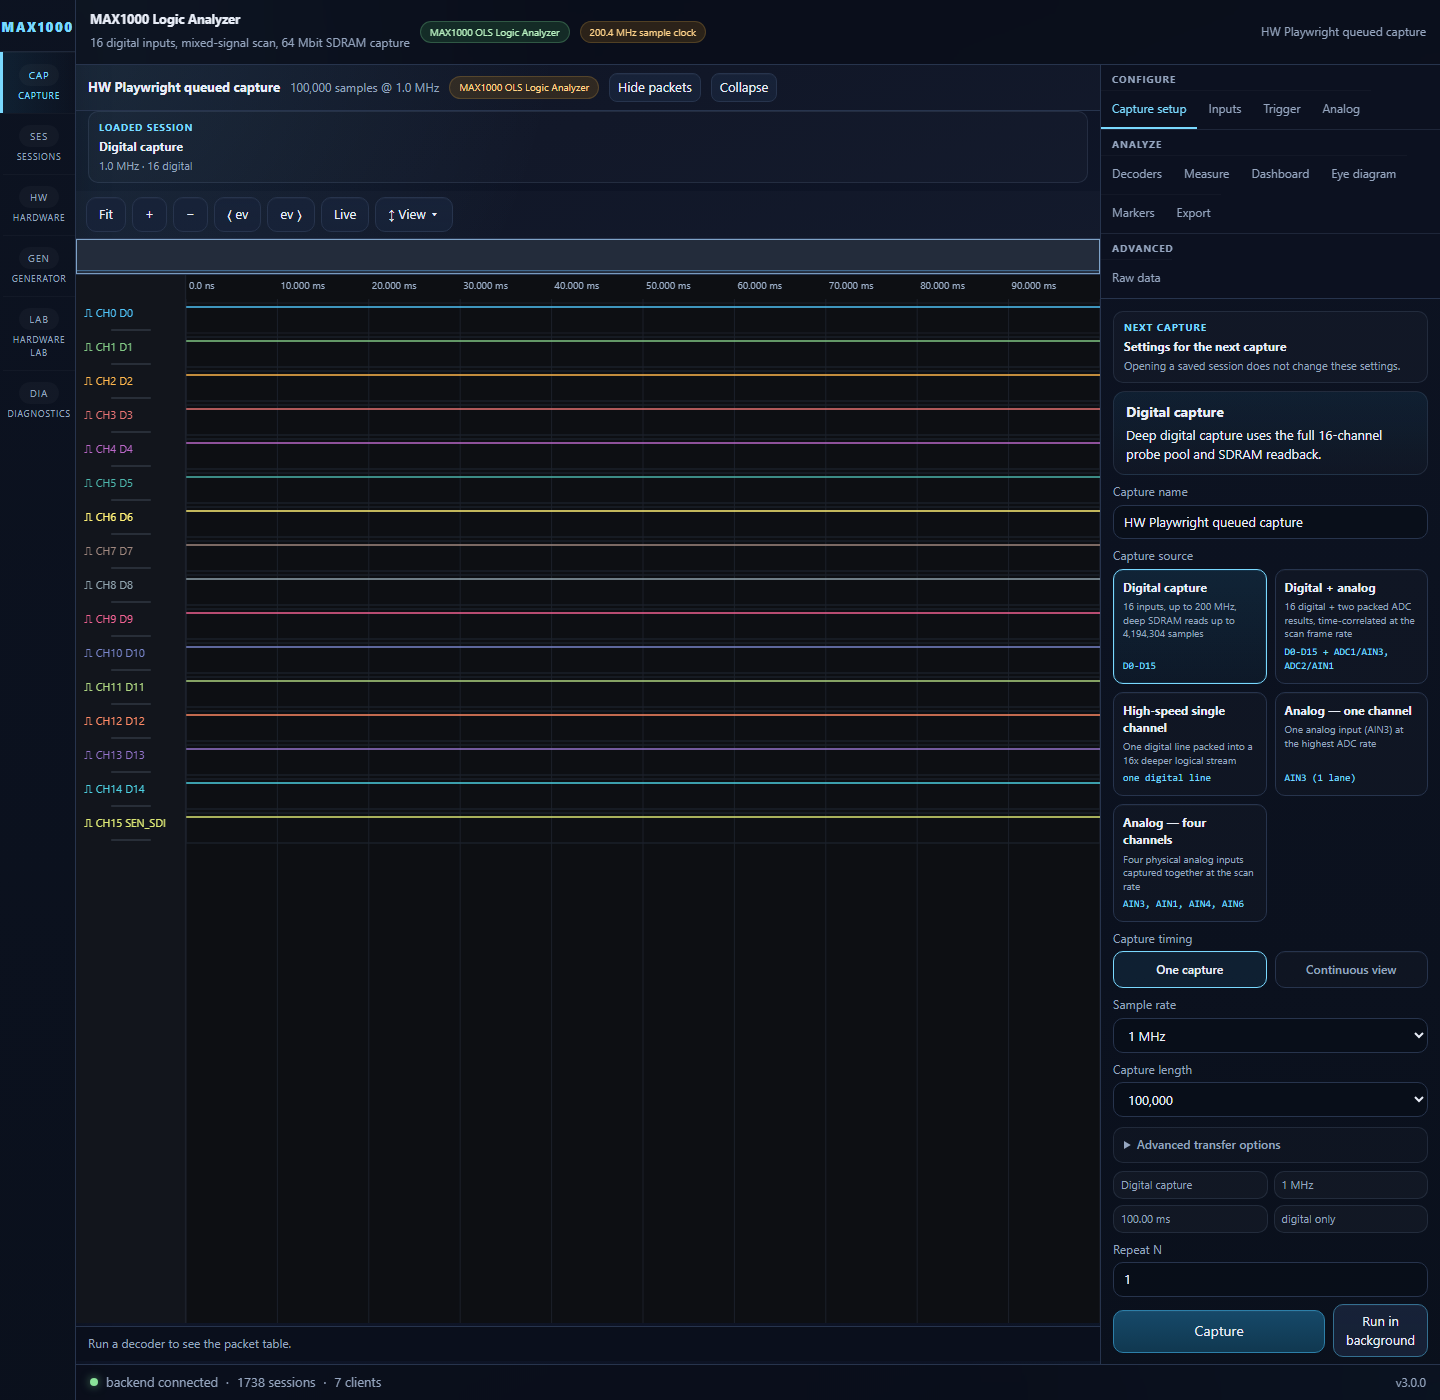 MAX1000
CAP
CAPTURE
SES
SESSIONS
HW
HARDWARE
GEN
GENERATOR
LAB
HARDWARE
LAB
DIA
DIAGNOSTICS
MAX1000 Logic Analyzer
16 digital inputs, mixed-signal scan, 64 Mbit SDRAM capture
MAX1000 OLS Logic Analyzer
200.4 MHz sample clock
HW Playwright queued capture
HW Playwright queued capture
100,000 samples @ 1.0 MHz
MAX1000 OLS Logic Analyzer
Hide packets
Collapse
LOADED SESSION
Digital capture
1.0 MHz · 16 digital
Fit
+
−
⟨ ev
ev ⟩
Live
↕ View ▾
0.0 ns
10.000 ms
20.000 ms
30.000 ms
40.000 ms
50.000 ms
60.000 ms
70.000 ms
80.000 ms
90.000 ms
CH0 D0
CH1 D1
CH2 D2
CH3 D3
CH4 D4
CH5 D5
CH6 D6
CH7 D7
CH8 D8
CH9 D9
CH10 D10
CH11 D11
CH12 D12
CH13 D13
CH14 D14
CH15 SEN_SDI
Run a decoder to see the packet table.
CONFIGURE
Capture setup
Inputs
Trigger
Analog
ANALYZE
Decoders
Measure
Dashboard
Eye diagram
Markers
Export
ADVANCED
Raw data
NEXT CAPTURE
Settings for the next capture
Opening a saved session does not change these settings.
Digital capture
Deep digital capture uses the full 16-channel
probe pool and SDRAM readback.
Capture name
HW Playwright queued capture
Capture source
Digital capture
16 inputs, up to 200 MHz,
deep SDRAM reads up to
4,194,304 samples
D0-D15
Digital + analog
16 digital + two packed ADC
results, time-correlated at the
scan frame rate
D0-D15 + ADC1/AIN3,
ADC2/AIN1
High-speed single
channel
One digital line packed into a
16x deeper logical stream
one digital line
Analog — one channel
One analog input (AIN3) at
the highest ADC rate
AIN3 (1 lane)
Analog — four
channels
Four physical analog inputs
captured together at the scan
rate
AIN3, AIN1, AIN4, AIN6
Capture timing
One capture
Continuous view
Sample rate
1 MHz
Capture length
100,000
▶ Advanced transfer options
Digital capture
1 MHz
100.00 ms
digital only
Repeat N
1
Capture
Run in
background
backend connected · 1738 sessions · 7 clients
v3.0.0